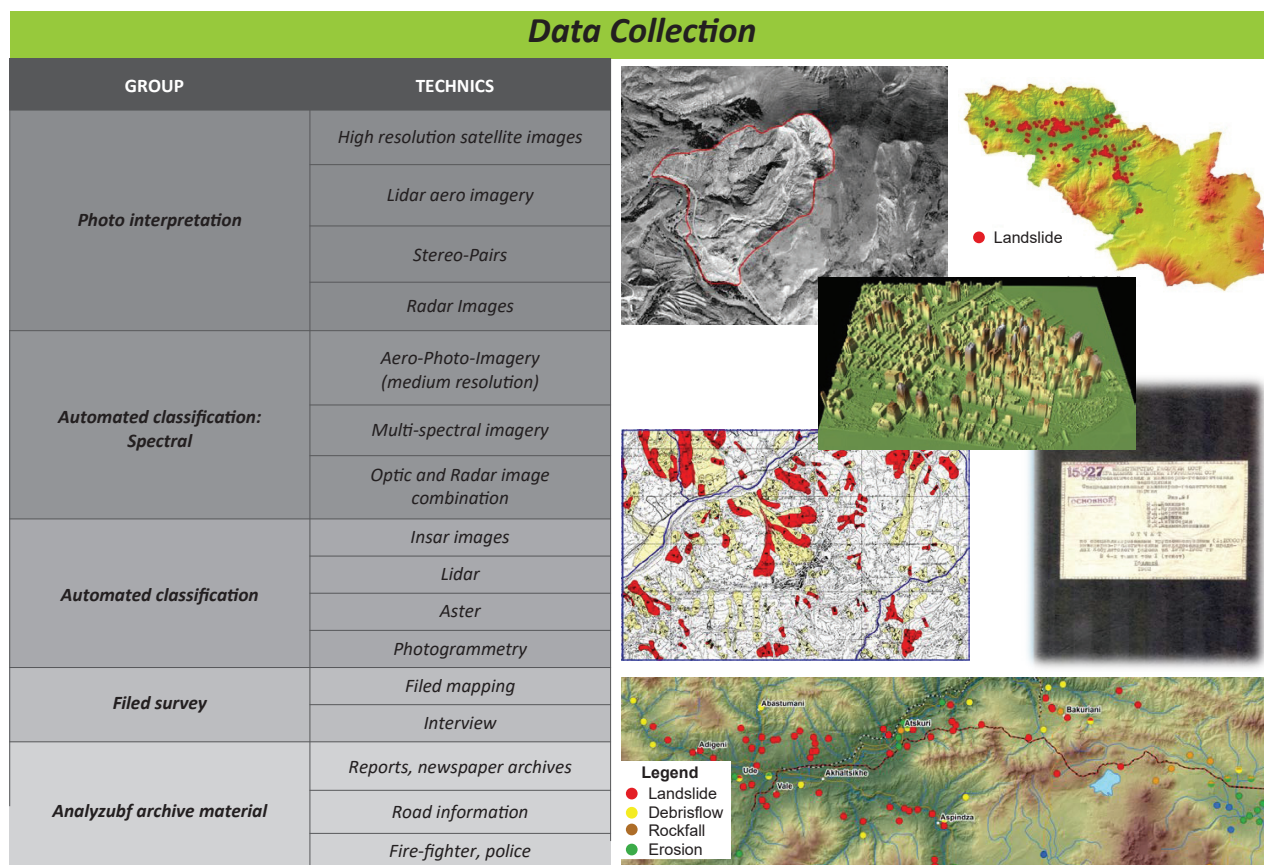 Data Collection
GROUP
TECHNICS
Photo interpretation
High resolution satellite images
Lidar aero imagery
Stereo-Pairs
Radar Images
Automated classification:
Spectral
Aero-Photo-Imagery
(medium resolution)
Multi-spectral imagery
Optic and Radar image
combination
Automated classification
Insar images
Lidar
Aster
Photogrammetry
Filed survey
Filed mapping
Interview
Analyzubf archive material
Reports, newspaper archives
Road information
Fire-fighter, police
Landslide
15927
ОСНОВНОЙ
ОТЧЕТ
Abastumani
Bakuriani
Atskuri
Adigeni
Ude
Akhaltsikhe
Vale
Aspindza
Legend
Landslide
Debrisflow
Rockfall
Erosion